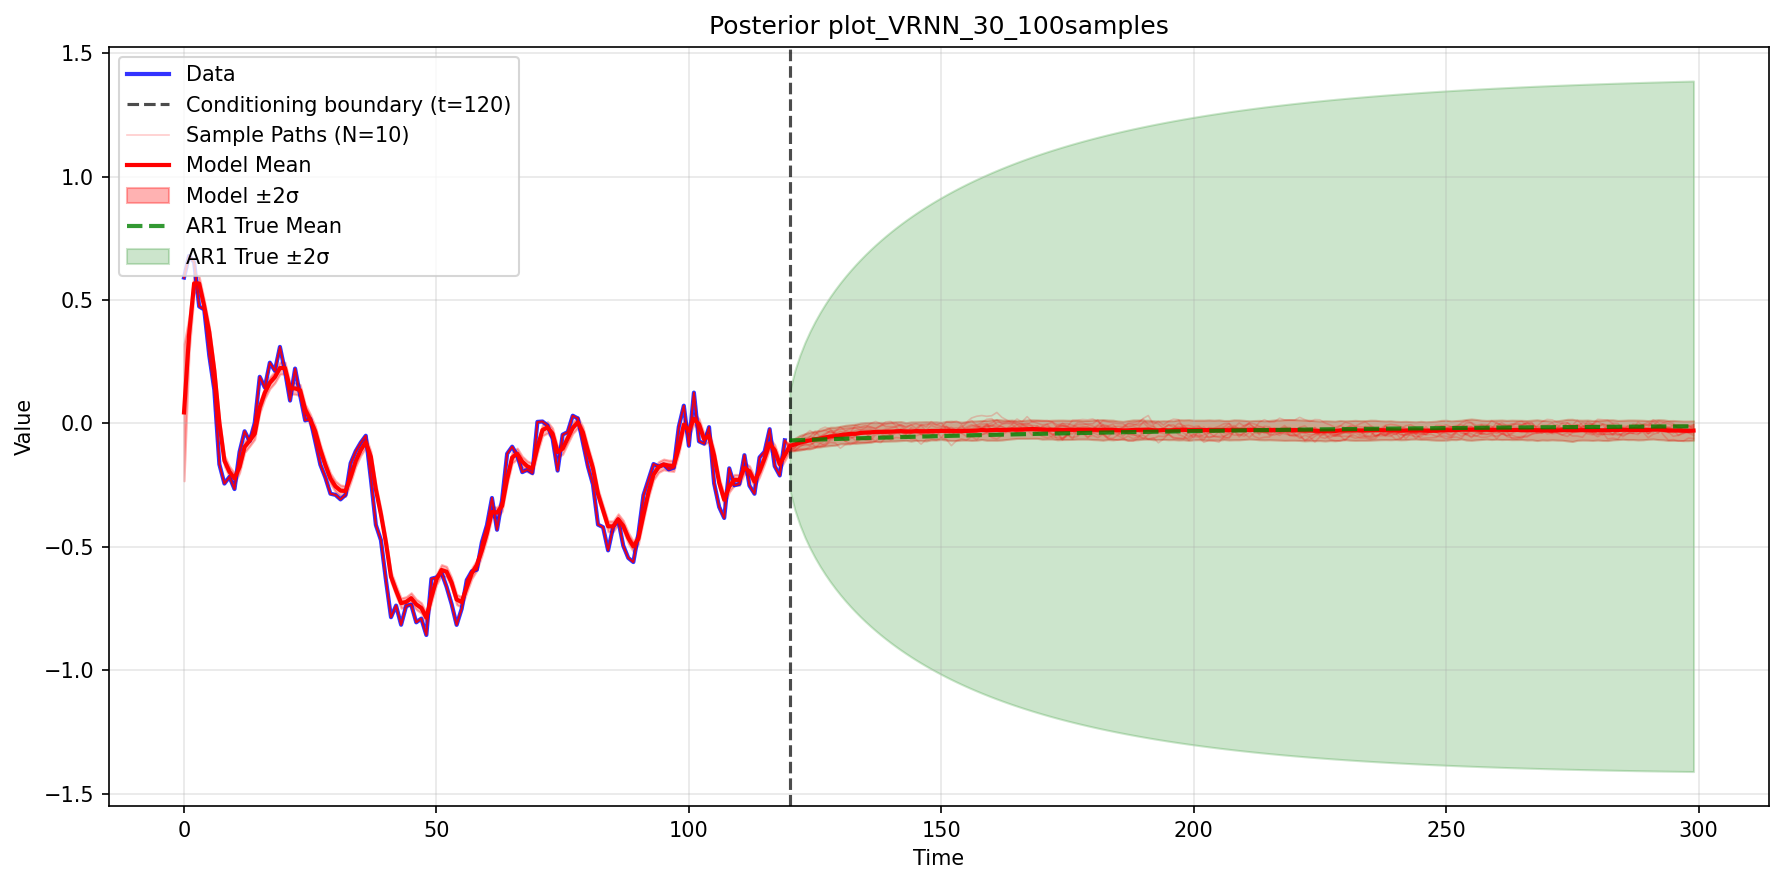 Posterior plot_VRNN_30_100samples
1.5
1.0
0.5
0.0
−0.5
−1.0
−1.5
Value
Data
Conditioning boundary (t=120)
Sample Paths (N=10)
Model Mean
Model ±2σ
AR1 True Mean
AR1 True ±2σ
0 50 100 150 200 250 300
Time